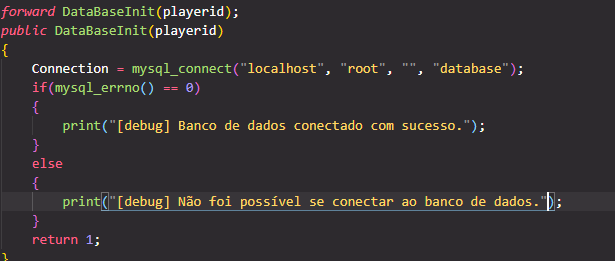 forward DataBaseInit(playerid);
public DataBaseInit(playerid)
{
Connection = mysql_connect("localhost", "root", "", "database");
if(mysql_errno() == 0)
{
print("[debug] Banco de dados conectado com sucesso.");
}
else
{
print("[debug] Não foi possível se conectar ao banco de dados.");
}
return 1;
}